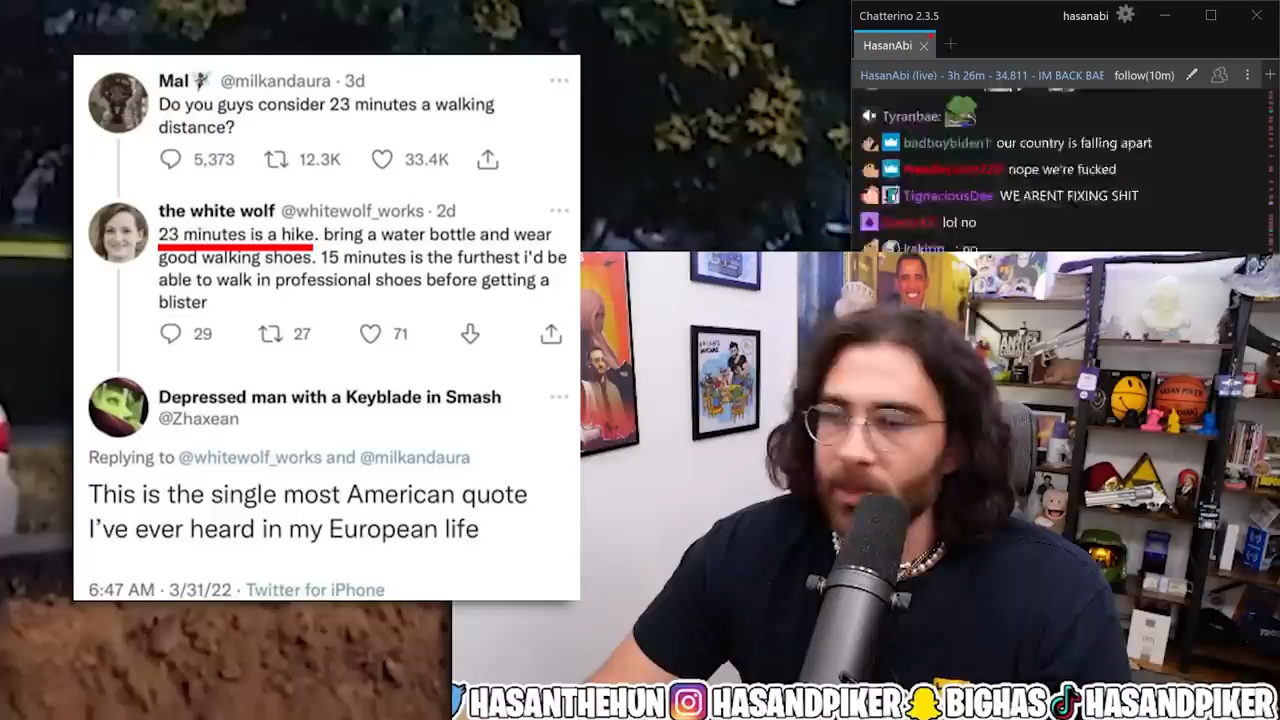 Mal @milkandaura · 3d
Do you guys consider 23 minutes a walking
distance?
5,373 12.3K 33.4K
the white wolf @whitewolf_works · 2d
23 minutes is a hike. bring a water bottle and wear
good walking shoes. 15 minutes is the furthest i'd be
able to walk in professional shoes before getting a
blister
29 27 71
Depressed man with a Keyblade in Smash
@Zhaxean
Replying to @whitewolf_works and @milkandaura
This is the single most American quote
I've ever heard in my European life
6:47 AM · 3/31/22 · Twitter for iPhone
Chatterino 2.3.5 hasanabi
HasanAbi
HasanAbi (live) - 3h 26m - 34.811 - IM BACK BAE follow(10m)
Tyranbae:
badboybiden1 our country is falling apart
nope we're fucked
TignaciousDee WE ARENT FIXING SHIT
lol no
HASAN PIKER
HASANTHEHUN HASANDPIKER BIGHAS HASANDPIKER